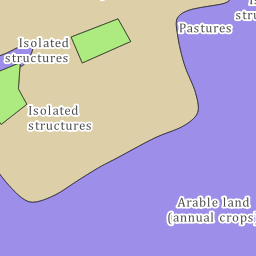 Isolated
structures
Pastures
Isolated
structures
Arable land
(annual crops)